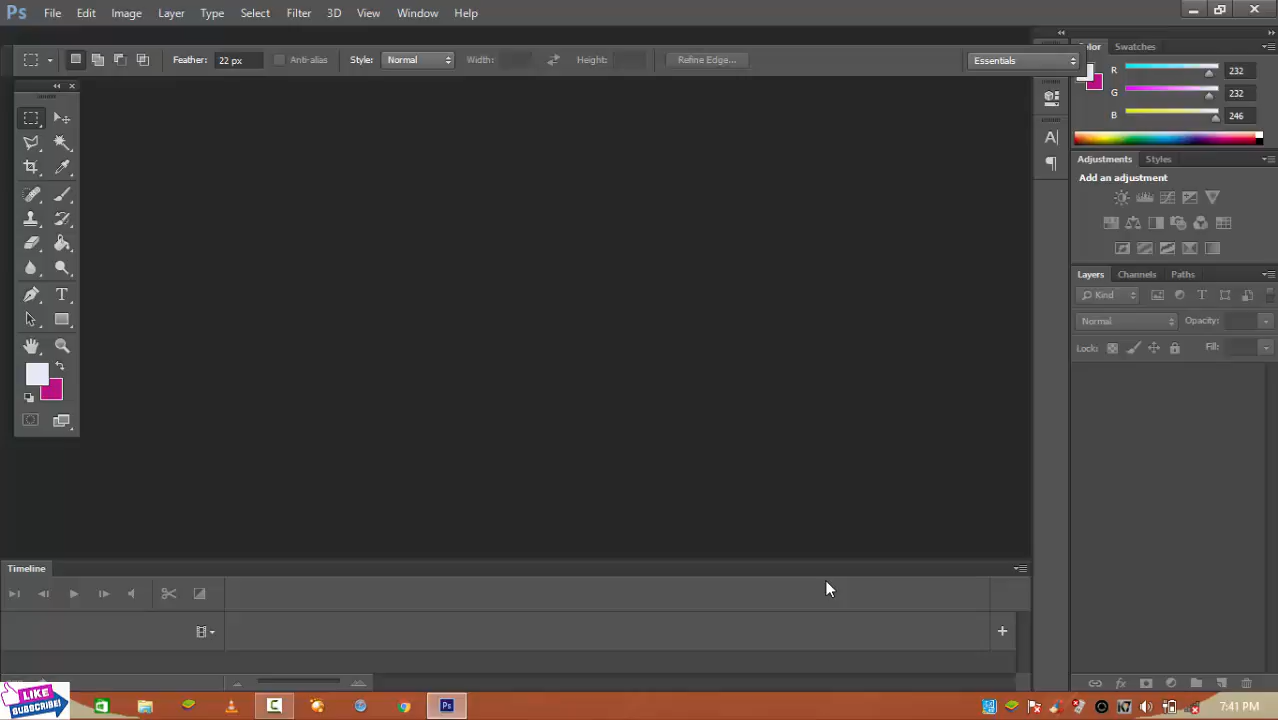 Ps File Edit Image Layer Type Select Filter 3D View Window Help
Feather: 22 px Anti-alias Style: Normal Width: Height: Refine Edge... Essentials
Color Swatches
R 232
G 232
B 246
Adjustments Styles
Add an adjustment
Layers Channels Paths
Kind
Normal Opacity:
Lock: Fill:
Timeline
LIKE
SUBSCRIBE!
Ps
7:41 PM